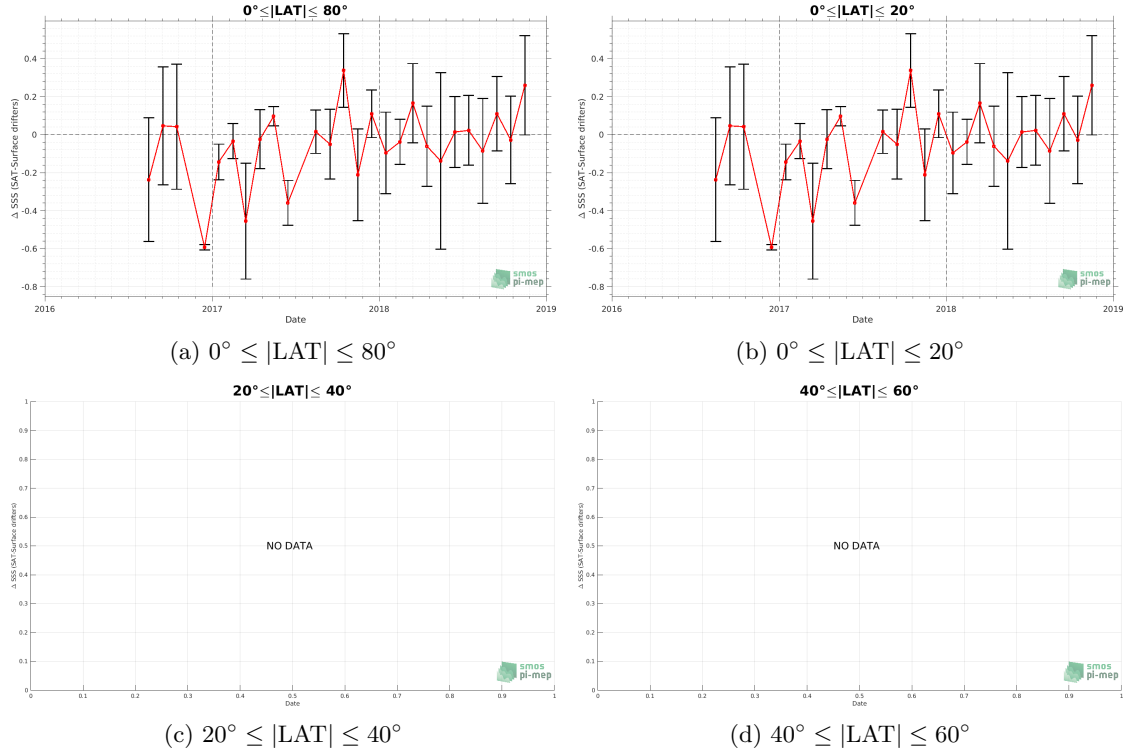 0°≤|LAT|≤ 80°
Δ SSS (SAT-Surface drifters)
0.4
0.2
0
-0.2
-0.4
-0.6
-0.8
2016
2017
2018
2019
Date
smos
pi-mep
(a) 0° ≤ |LAT| ≤ 80°
0°≤|LAT|≤ 20°
Δ SSS (SAT-Surface drifters)
0.4
0.2
0
-0.2
-0.4
-0.6
-0.8
2016
2017
2018
2019
Date
smos
pi-mep
(b) 0° ≤ |LAT| ≤ 20°
20°≤|LAT|≤ 40°
Δ SSS (SAT-Surface drifters)
1
0.9
0.8
0.7
0.6
0.5
0.4
0.3
0.2
0.1
0
NO DATA
0
0.1
0.2
0.3
0.4
0.5
0.6
0.7
0.8
0.9
1
Date
smos
pi-mep
(c) 20° ≤ |LAT| ≤ 40°
40°≤|LAT|≤ 60°
Δ SSS (SAT-Surface drifters)
1
0.9
0.8
0.7
0.6
0.5
0.4
0.3
0.2
0.1
0
NO DATA
0
0.1
0.2
0.3
0.4
0.5
0.6
0.7
0.8
0.9
1
Date
smos
pi-mep
(d) 40° ≤ |LAT| ≤ 60°